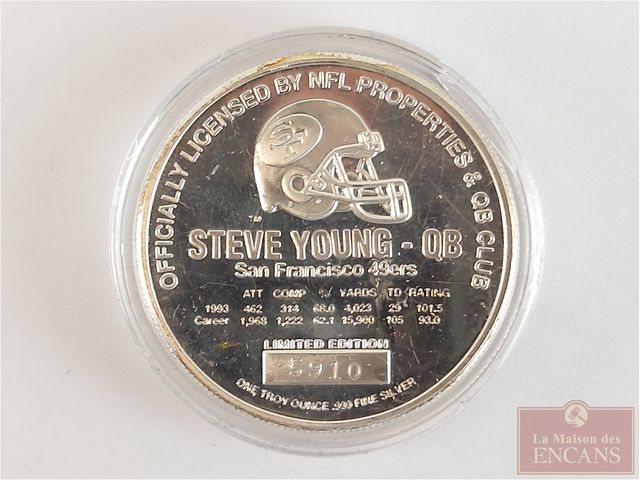 OFFICIALLY LICENSED BY NFL PROPERTIES & QB CLUB
SF
TM
STEVE YOUNG - QB
San Francisco 49ers
ATT COMP % YARDS TD RATING
1993 462 314 68.0 4,023 29 101.5
Career 1,968 1,222 62.1 15,900 105 93.0
LIMITED EDITION
5910
ONE TROY OUNCE .999 FINE SILVER
La Maison des
ENCANS